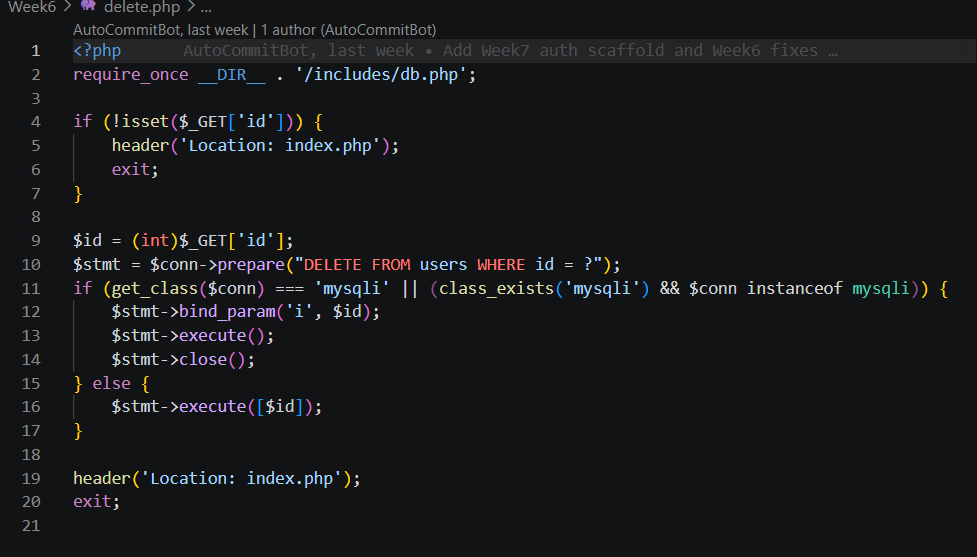 Week6 > delete.php > ...
AutoCommitBot, last week | 1 author (AutoCommitBot)
1 <?php AutoCommitBot, last week • Add Week7 auth scaffold and Week6 fixes …
2 require_once __DIR__ . '/includes/db.php';
3
4 if (!isset($_GET['id'])) {
5     header('Location: index.php');
6     exit;
7 }
8
9 $id = (int)$_GET['id'];
10 $stmt = $conn->prepare("DELETE FROM users WHERE id = ?");
11 if (get_class($conn) === 'mysqli' || (class_exists('mysqli') && $conn instanceof mysqli)) {
12     $stmt->bind_param('i', $id);
13     $stmt->execute();
14     $stmt->close();
15 } else {
16     $stmt->execute([$id]);
17 }
18
19 header('Location: index.php');
20 exit;
21